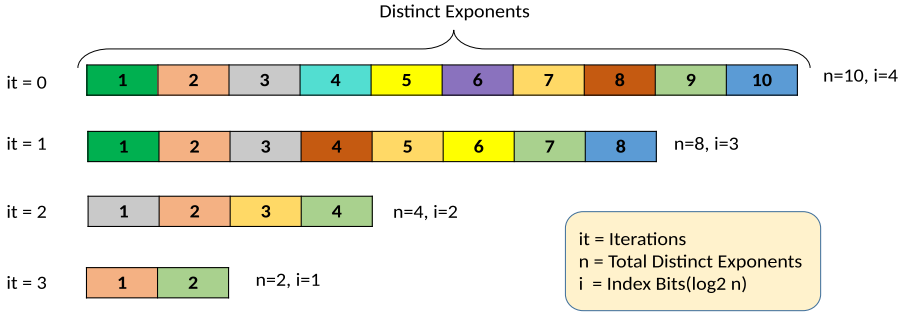 Distinct Exponents
it = 0 1 2 3 4 5 6 7 8 9 10 n=10, i=4
it = 1 1 2 3 4 5 6 7 8 n=8, i=3
it = 2 1 2 3 4 n=4, i=2
it = 3 1 2 n=2, i=1
it = Iterations
n = Total Distinct Exponents
i = Index Bits(log2 n)